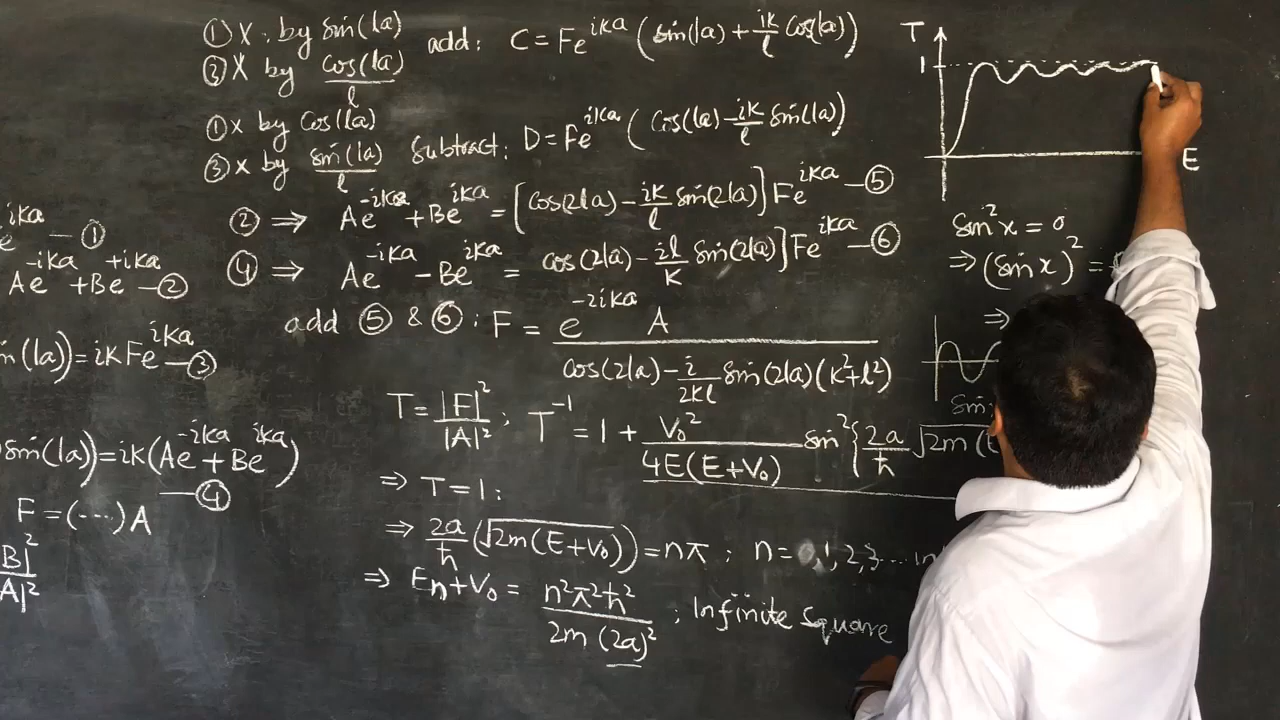 ① X . by sin(la)
③ X by cos(la)/l
add: C = Fe^{ika} (sin(la) + ik/l cos(la))
① X by cos(la)
③ X by sin(la)/l
subtract: D = Fe^{ika} (cos(la) - ik/l sin(la))
② ⇒ Ae^{-ika} + Be^{ika} = [cos(2la) - ik/l sin(2la)] Fe^{ika} — ⑤
④ ⇒ Ae^{-ika} - Be^{ika} = cos(2la) - il/k sin(2la)] Fe^{ika} — ⑥
add ⑤ & ⑥ : F = e^{-2ika} A / cos(2la) - i/2kl sin(2la) (k²+l²)
T = |F|²/|A|² ; T^{-1} = 1 + V₀²/4E(E+V₀) sin² {2a/ħ √2m(E
⇒ T = 1 :
⇒ 2a/ħ (√2m(E+V₀)) = nπ ; n = 0,1,2,3...
⇒ En+V₀ = n²π²ħ²/2m(2a)² ; Infinite square
e^{ika} — ①
Ae^{-ika} + Be^{+ika} — ②
n(la)) = ikFe^{ika} — ③
sin(la)) = ik(Ae^{-ika} + Be^{ika})
— ④
F = (---) A
B|²
A|²
T
1
E
sin²x = 0
⇒ (sin x)² =
⇒
sin